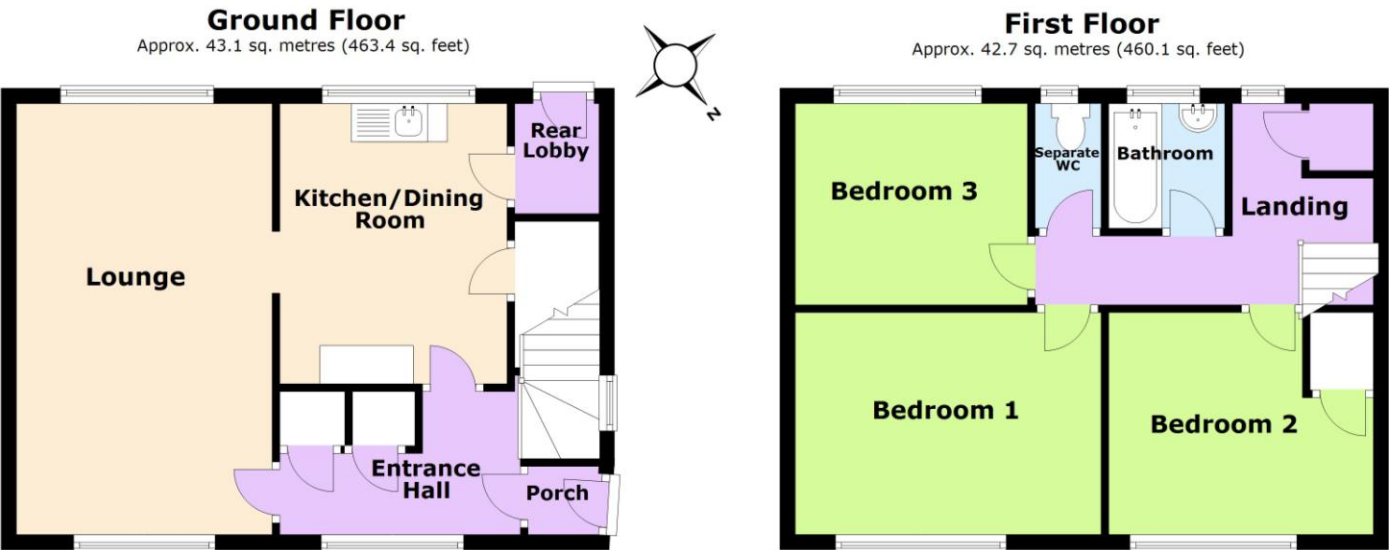 Ground Floor
Approx. 43.1 sq. metres (463.4 sq. feet)
Rear
Lobby
Kitchen/Dining
Room
Lounge
Entrance
Hall
Porch
N
First Floor
Approx. 42.7 sq. metres (460.1 sq. feet)
Separate
WC
Bathroom
Bedroom 3
Landing
Bedroom 1
Bedroom 2